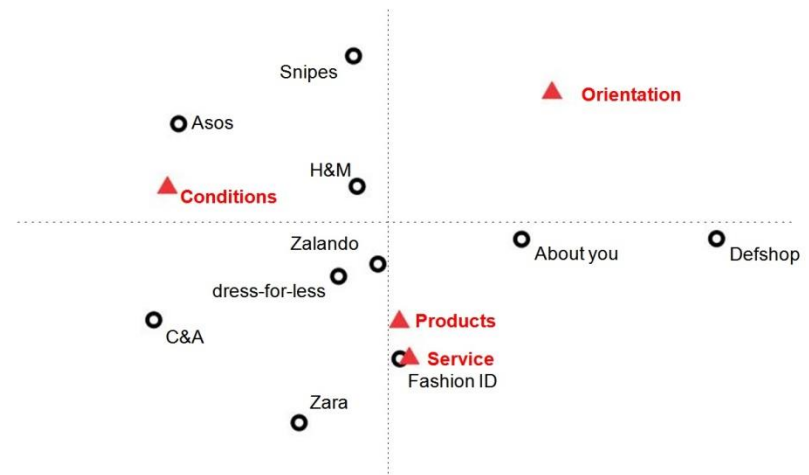 Snipes
Orientation
Asos
H&M
Conditions
Zalando
About you
Defshop
dress-for-less
Products
C&A
Service
Fashion ID
Zara